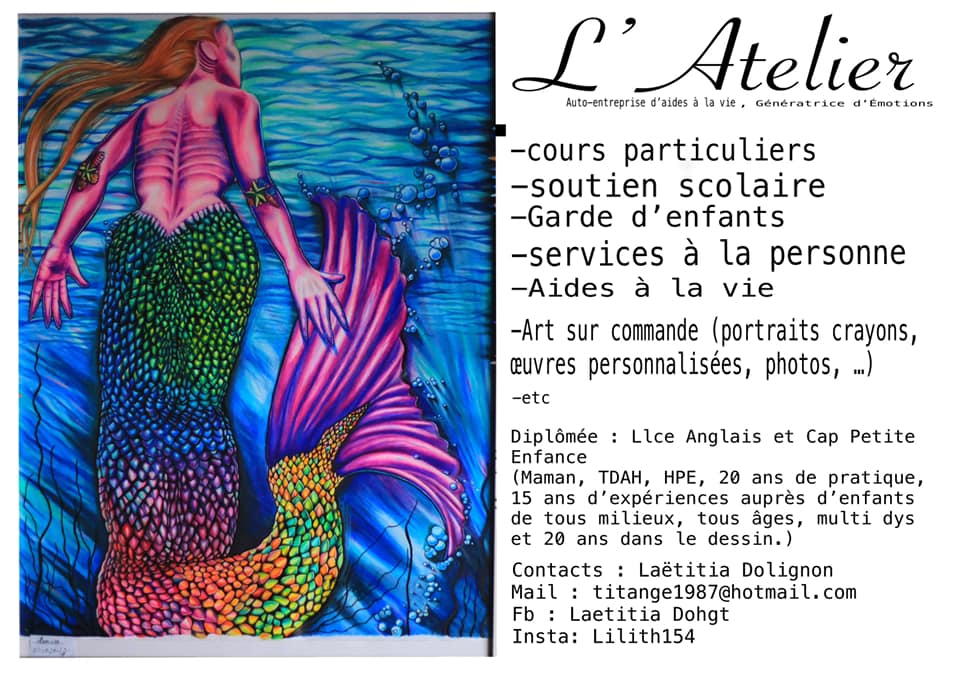 L' Atelier
Auto-entreprise d'aides à la vie , Génératrice d'Émotions
-cours particuliers
-soutien scolaire
-Garde d'enfants
-services à la personne
-Aides à la vie
-Art sur commande (portraits crayons,
œuvres personnalisées, photos, …)
-etc
Diplômée : Llce Anglais et Cap Petite
Enfance
(Maman, TDAH, HPE, 20 ans de pratique,
15 ans d'expériences auprès d'enfants
de tous milieux, tous âges, multi dys
et 20 ans dans le dessin.)
Contacts : Laëtitia Dolignon
Mail : titange1987@hotmail.com
Fb : Laetitia Dohgt
Insta: Lilith154